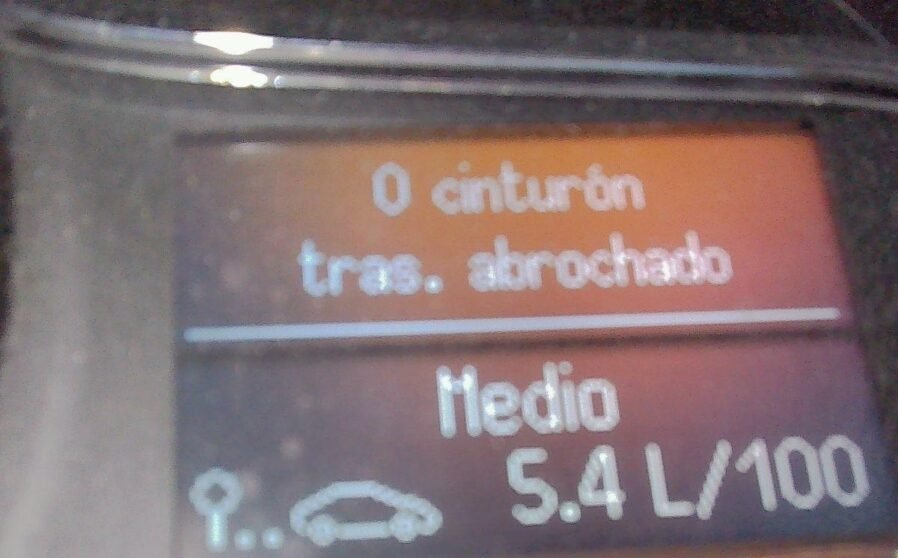 0 cinturón
tras. abrochado
Medio
5.4 L/100